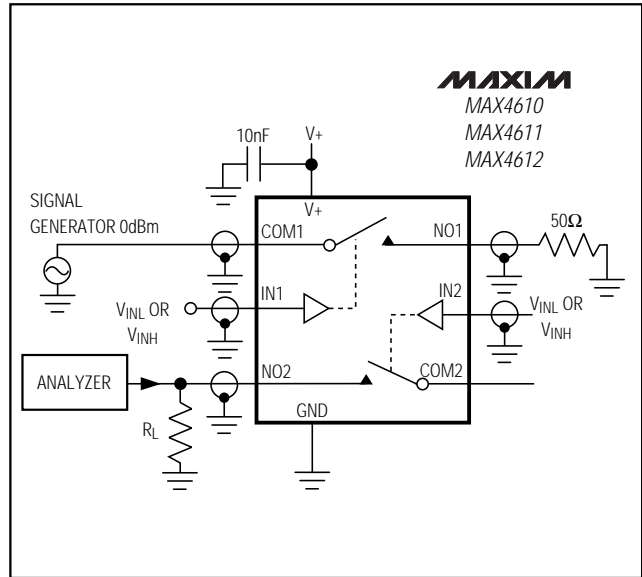 MAXIM
MAX4610
MAX4611
MAX4612
10nF
V+
V+
SIGNAL
GENERATOR 0dBm
COM1
NO1
50Ω
IN1
IN2
VINL OR
VINH
VINL OR
VINH
ANALYZER
NO2
COM2
RL
GND